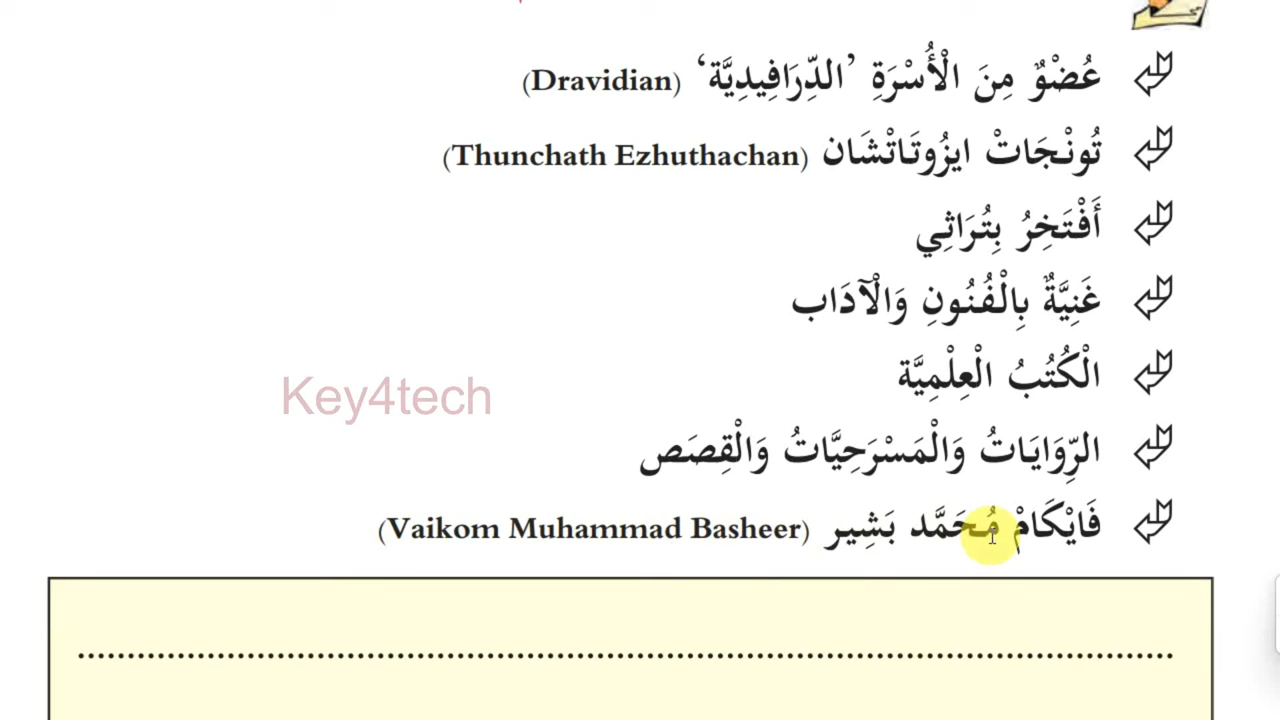 عُضْوٌ مِنَ الْأُسْرَةِ ’الدِّرَافِيدِيَّة‘ (Dravidian)
تُونْجَاتْ ايزُوتَاتْشَان (Thunchath Ezhuthachan)
أَفْتَخِرُ بِتُرَاثِي
غَنِيَّةٌ بِالْفُنُونِ وَالْآدَاب
الْكُتُبُ الْعِلْمِيَّة
Key4tech
الرِّوَايَاتُ وَالْمَسْرَحِيَّاتُ وَالْقِصَص
فَايْكَامْ مُحَمَّد بَشِير (Vaikom Muhammad Basheer)